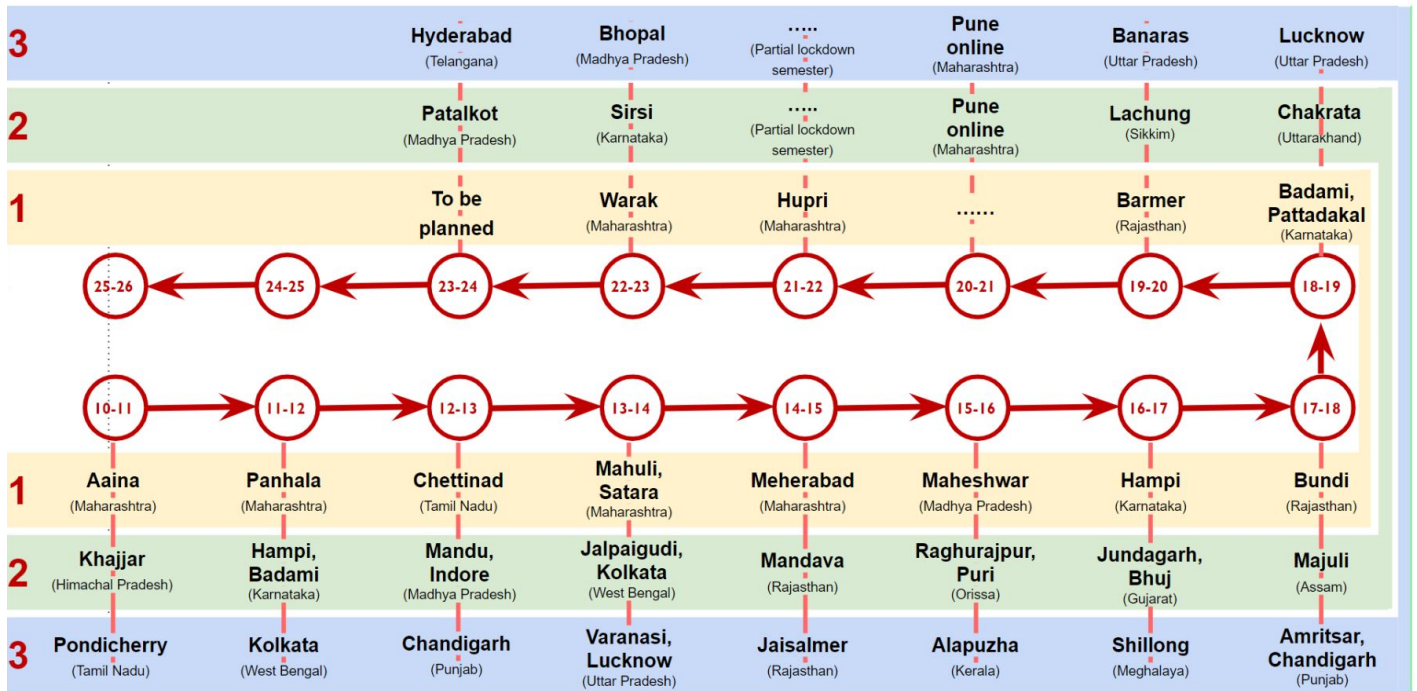 3
Hyderabad
(Telangana)
Bhopal
(Madhya Pradesh)
.....
(Partial lockdown
semester)
Pune
online
(Maharashtra)
Banaras
(Uttar Pradesh)
Lucknow
(Uttar Pradesh)
2
Patalkot
(Madhya Pradesh)
Sirsi
(Karnataka)
.....
(Partial lockdown
semester)
Pune
online
(Maharashtra)
Lachung
(Sikkim)
Chakrata
(Uttarakhand)
1
To be
planned
Warak
(Maharashtra)
Hupri
(Maharashtra)
......
Barmer
(Rajasthan)
Badami,
Pattadakal
(Karnataka)
25-26
24-25
23-24
22-23
21-22
20-21
19-20
18-19
10-11
11-12
12-13
13-14
14-15
15-16
16-17
17-18
1
Aaina
(Maharashtra)
Panhala
(Maharashtra)
Chettinad
(Tamil Nadu)
Mahuli,
Satara
(Maharashtra)
Meherabad
(Maharashtra)
Maheshwar
(Madhya Pradesh)
Hampi
(Karnataka)
Bundi
(Rajasthan)
2
Khajjar
(Himachal Pradesh)
Hampi,
Badami
(Karnataka)
Mandu,
Indore
(Madhya Pradesh)
Jalpaigudi,
Kolkata
(West Bengal)
Mandava
(Rajasthan)
Raghurajpur,
Puri
(Orissa)
Jundagarh,
Bhuj
(Gujarat)
Majuli
(Assam)
3
Pondicherry
(Tamil Nadu)
Kolkata
(West Bengal)
Chandigarh
(Punjab)
Varanasi,
Lucknow
(Uttar Pradesh)
Jaisalmer
(Rajasthan)
Alapuzha
(Kerala)
Shillong
(Meghalaya)
Amritsar,
Chandigarh
(Punjab)